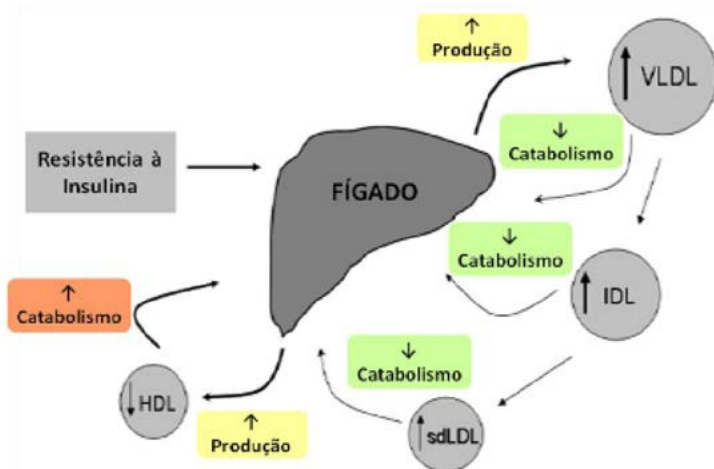 ↑
Produção
↑ VLDL
↓
Catabolismo
Resistência à
Insulina
FÍGADO
↓
Catabolismo
↑ IDL
↑
Catabolismo
↓
Catabolismo
↓ HDL
↑
Produção
↑ sdLDL